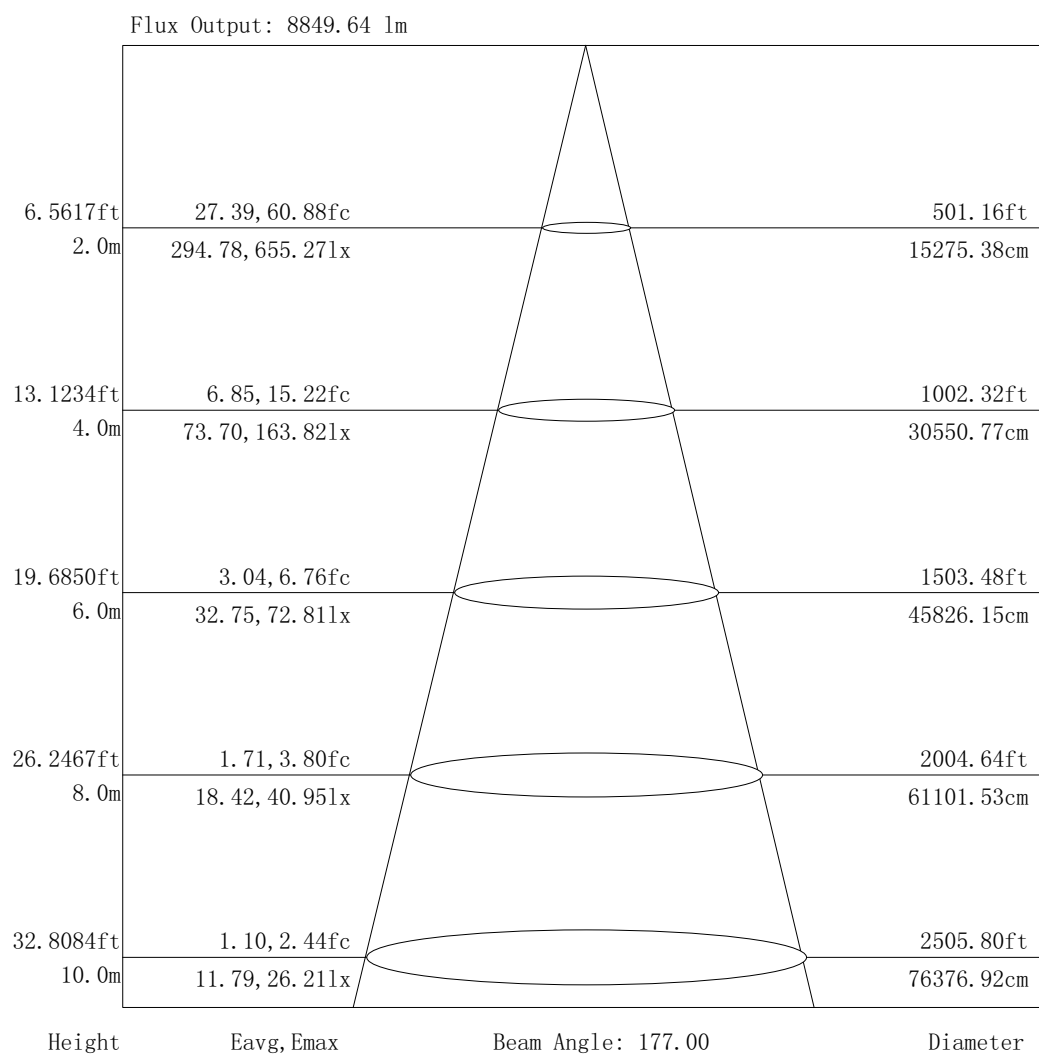 Flux Output: 8849.64 lm
6.5617ft 27.39,60.88fc 501.16ft
2.0m 294.78,655.27lx 15275.38cm
13.1234ft 6.85,15.22fc 1002.32ft
4.0m 73.70,163.82lx 30550.77cm
19.6850ft 3.04,6.76fc 1503.48ft
6.0m 32.75,72.81lx 45826.15cm
26.2467ft 1.71,3.80fc 2004.64ft
8.0m 18.42,40.95lx 61101.53cm
32.8084ft 1.10,2.44fc 2505.80ft
10.0m 11.79,26.21lx 76376.92cm
Height Eavg,Emax Beam Angle: 177.00 Diameter